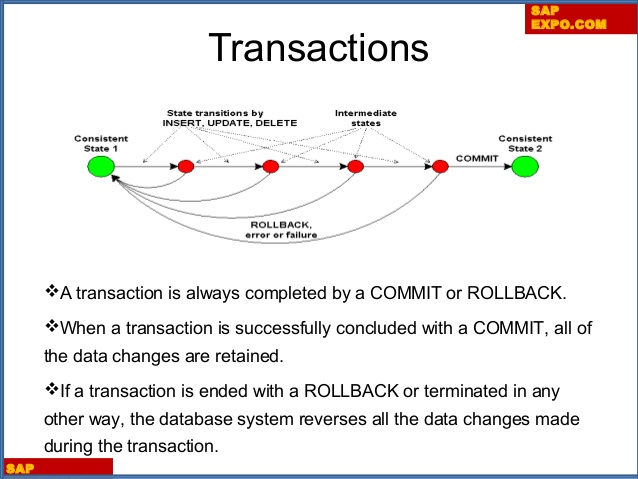 SAP
EXPO.COM
Transactions
State transitions by
INSERT, UPDATE, DELETE
Intermediate
states
Consistent
State 1
Consistent
State 2
COMMIT
ROLLBACK,
error or failure
❖A transaction is always completed by a COMMIT or ROLLBACK.
❖When a transaction is successfully concluded with a COMMIT, all of
the data changes are retained.
❖If a transaction is ended with a ROLLBACK or terminated in any
other way, the database system reverses all the data changes made
during the transaction.
SAP